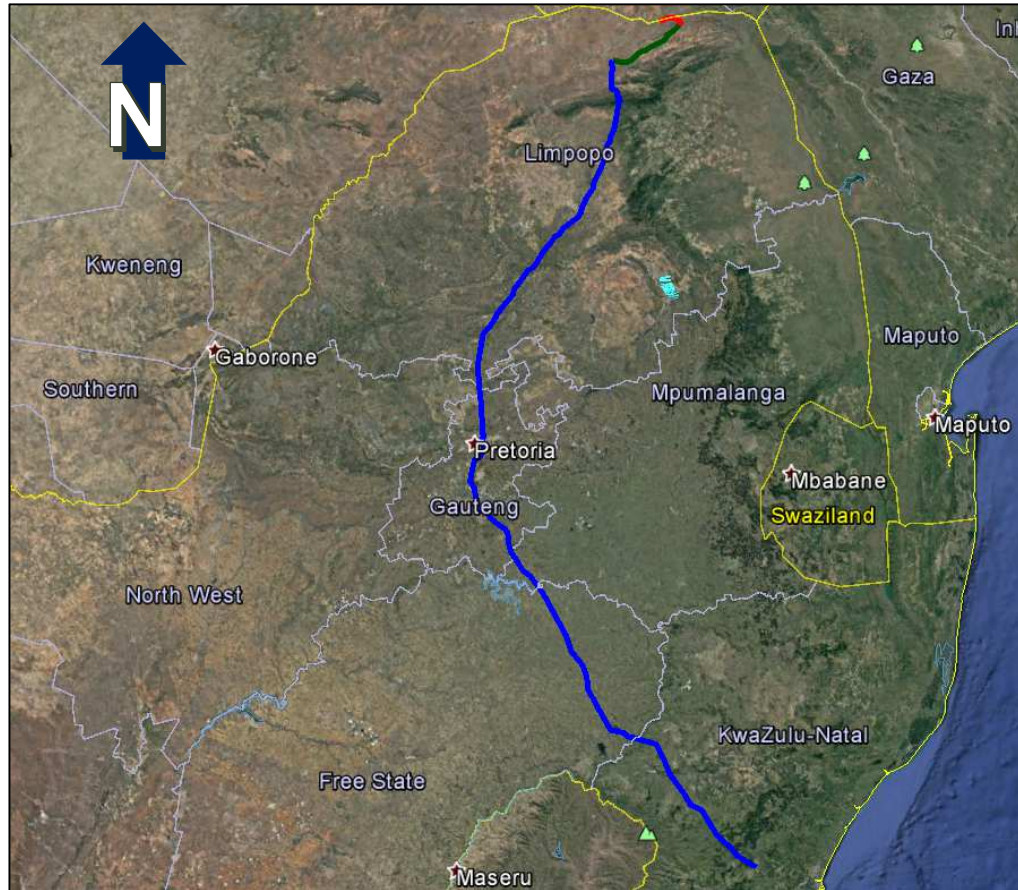 N
Inh
Gaza
Limpopo
Kweneng
Gaborone
Maputo
Southern
Mpumalanga
Maputo
Pretoria
Mbabane
Gauteng
Swaziland
North West
KwaZulu-Natal
Free State
Maseru